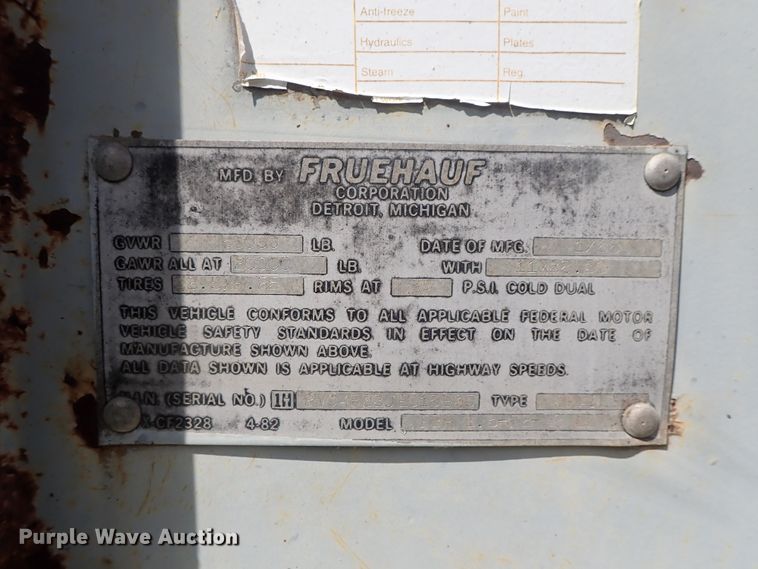 Anti-freeze Paint
Hydraulics Plates
Steam Reg.
MFD. BY FRUEHAUF
CORPORATION
DETROIT, MICHIGAN
GVWR LB. DATE OF MFG.
GAWR ALL AT LB. WITH
TIRES RIMS AT P.S.I. COLD DUAL
THIS VEHICLE CONFORMS TO ALL APPLICABLE FEDERAL MOTOR
VEHICLE SAFETY STANDARDS IN EFFECT ON THE DATE OF
MANUFACTURE SHOWN ABOVE.
ALL DATA SHOWN IS APPLICABLE AT HIGHWAY SPEEDS.
V.I.N. (SERIAL NO.) 1H TYPE
X-CF2328 4-82 MODEL
Purple Wave Auction